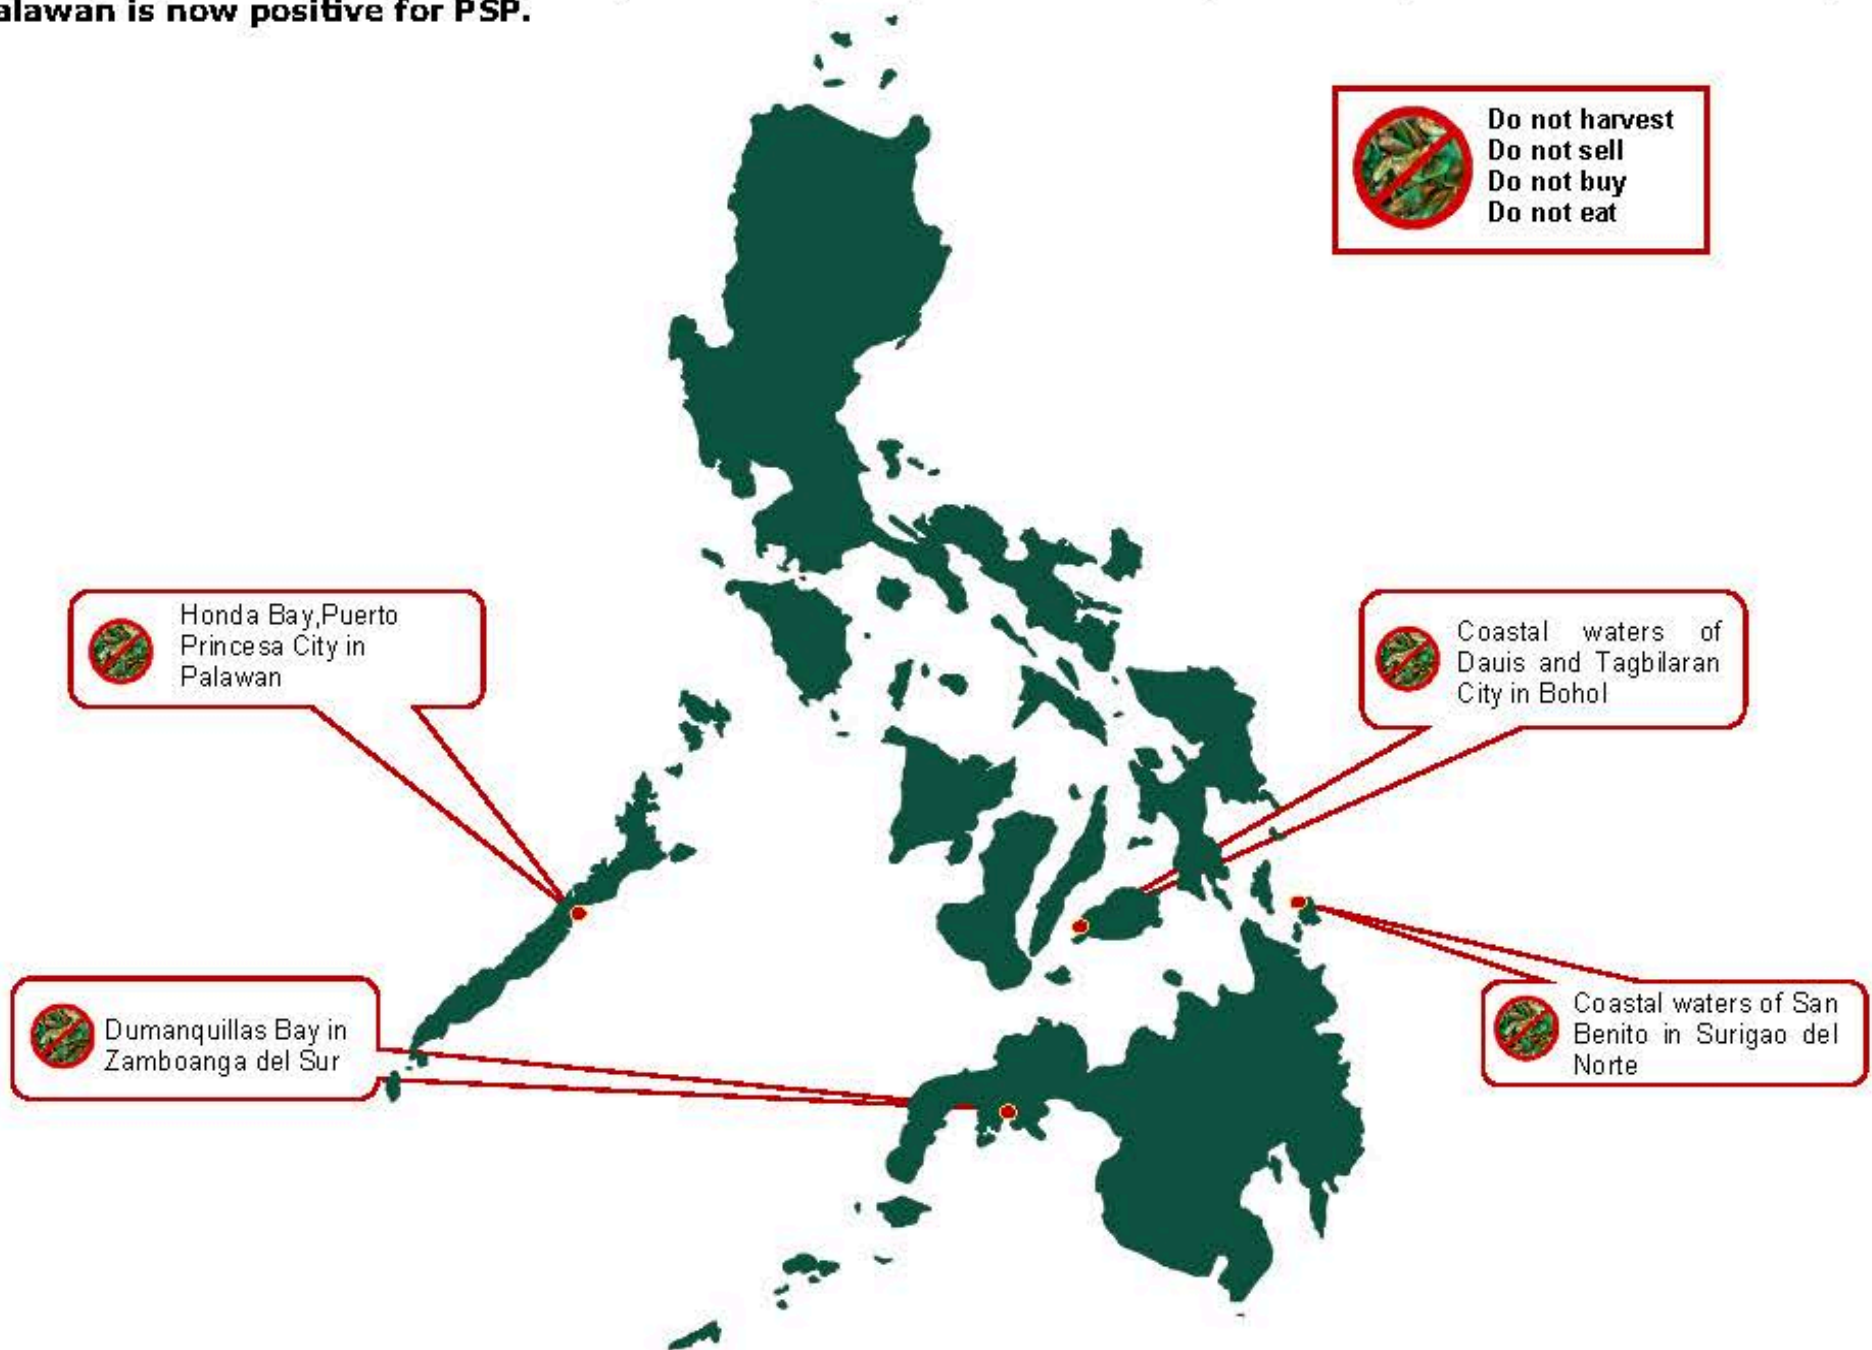 alawan is now positive for PSP.
Do not harvest
Do not sell
Do not buy
Do not eat
Honda Bay,Puerto
Princesa City in
Palawan
Coastal waters of
Dauis and Tagbilaran
City in Bohol
Dumanquillas Bay in
Zamboanga del Sur
Coastal waters of San
Benito in Surigao del
Norte